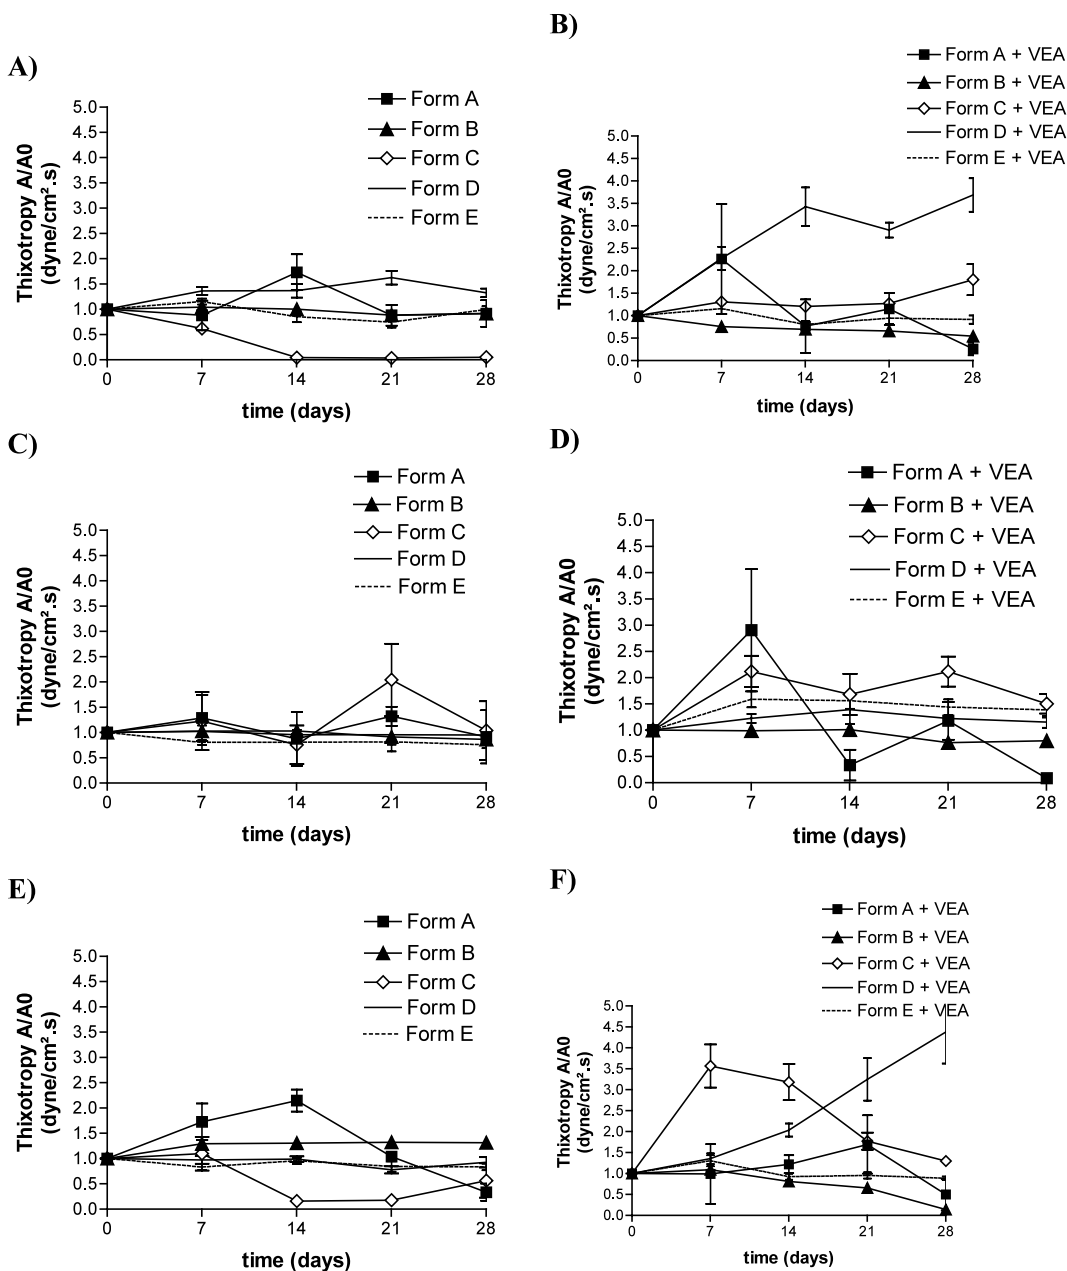 A)
Form A
Form B
Form C
Form D
Form E
Thixotropy A/A0
(dyne/cm².s)
5.0
4.5
4.0
3.5
3.0
2.5
2.0
1.5
1.0
0.5
0.0
0 7 14 21 28
time (days)
B)
Form A + VEA
Form B + VEA
Form C + VEA
Form D + VEA
Form E + VEA
Thixotropy A/A0
(dyne/cm².s)
5.0
4.5
4.0
3.5
3.0
2.5
2.0
1.5
1.0
0.5
0.0
0 7 14 21 28
time (days)
C)
Form A
Form B
Form C
Form D
Form E
Thixotropy A/A0
(dyne/cm².s)
5.0
4.5
4.0
3.5
3.0
2.5
2.0
1.5
1.0
0.5
0.0
0 7 14 21 28
time (days)
D)
Form A + VEA
Form B + VEA
Form C + VEA
Form D + VEA
Form E + VEA
Thixotropy A/A0
(dyne/cm².s)
5.0
4.5
4.0
3.5
3.0
2.5
2.0
1.5
1.0
0.5
0.0
0 7 14 21 28
time (days)
E)
Form A
Form B
Form C
Form D
Form E
Thixotropy A/A0
(dyne/cm².s)
5.0
4.5
4.0
3.5
3.0
2.5
2.0
1.5
1.0
0.5
0.0
0 7 14 21 28
time (days)
F)
Form A + VEA
Form B + VEA
Form C + VEA
Form D + VEA
Form E + VEA
Thixotropy A/A0
(dyne/cm².s)
5.0
4.5
4.0
3.5
3.0
2.5
2.0
1.5
1.0
0.5
0.0
0 7 14 21 28
time (days)